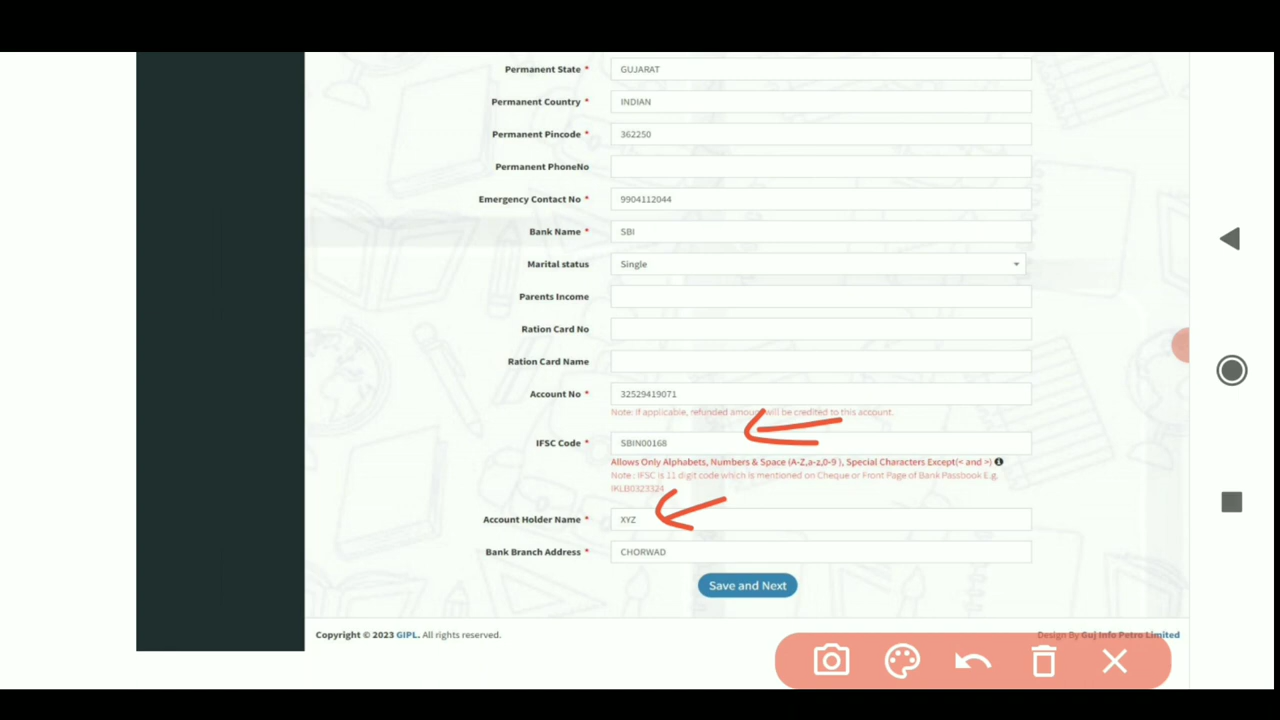 Permanent State * GUJARAT
Permanent Country * INDIAN
Permanent Pincode * 362250
Permanent PhoneNo
Emergency Contact No * 9904112044
Bank Name * SBI
Marital status Single
Parents Income
Ration Card No
Ration Card Name
Account No * 32529419071
Note: If applicable, refunded amount will be credited to this account.
IFSC Code * SBIN00168
Allows Only Alphabets, Numbers & Space (A-Z,a-z,0-9 ), Special Characters Except(< and >)
Note : IFSC is 11 digit code which is mentioned on Cheque or Front Page of Bank Passbook E.g.
IKLB0323324
Account Holder Name * XYZ
Bank Branch Address * CHORWAD
Save and Next
Copyright © 2023 GIPL. All rights reserved.
Design By Guj Info Petro Limited